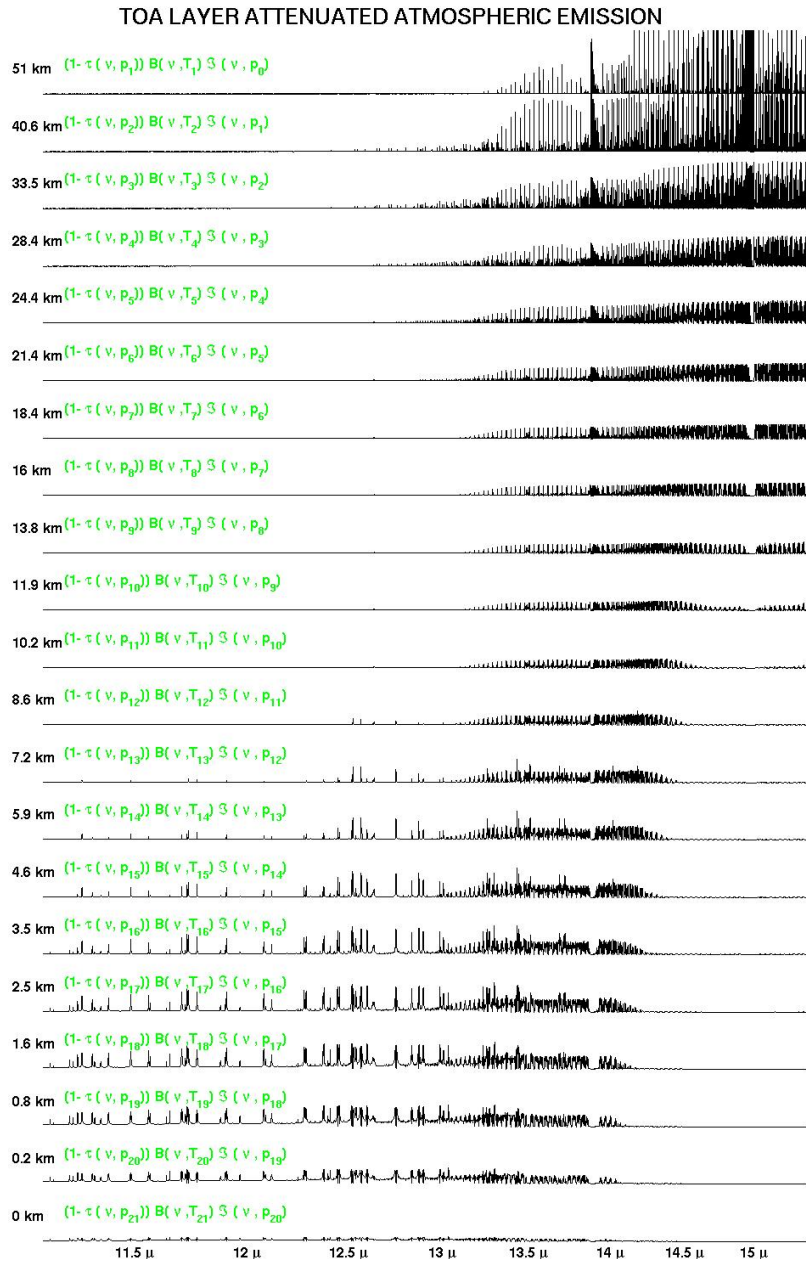 TOA LAYER ATTENUATED ATMOSPHERIC EMISSION
51 km (1- τ ( ν, p₁)) B( ν ,T₁) ℑ ( ν , p₀)
40.6 km (1- τ ( ν, p₂)) B( ν ,T₂) ℑ ( ν , p₁)
33.5 km (1- τ ( ν, p₃)) B( ν ,T₃) ℑ ( ν , p₂)
28.4 km (1- τ ( ν, p₄)) B( ν ,T₄) ℑ ( ν , p₃)
24.4 km (1- τ ( ν, p₅)) B( ν ,T₅) ℑ ( ν , p₄)
21.4 km (1- τ ( ν, p₆)) B( ν ,T₆) ℑ ( ν , p₅)
18.4 km (1- τ ( ν, p₇)) B( ν ,T₇) ℑ ( ν , p₆)
16 km (1- τ ( ν, p₈)) B( ν ,T₈) ℑ ( ν , p₇)
13.8 km (1- τ ( ν, p₉)) B( ν ,T₉) ℑ ( ν , p₈)
11.9 km (1- τ ( ν, p₁₀)) B( ν ,T₁₀) ℑ ( ν , p₉)
10.2 km (1- τ ( ν, p₁₁)) B( ν ,T₁₁) ℑ ( ν , p₁₀)
8.6 km (1- τ ( ν, p₁₂)) B( ν ,T₁₂) ℑ ( ν , p₁₁)
7.2 km (1- τ ( ν, p₁₃)) B( ν ,T₁₃) ℑ ( ν , p₁₂)
5.9 km (1- τ ( ν, p₁₄)) B( ν ,T₁₄) ℑ ( ν , p₁₃)
4.6 km (1- τ ( ν, p₁₅)) B( ν ,T₁₅) ℑ ( ν , p₁₄)
3.5 km (1- τ ( ν, p₁₆)) B( ν ,T₁₆) ℑ ( ν , p₁₅)
2.5 km (1- τ ( ν, p₁₇)) B( ν ,T₁₇) ℑ ( ν , p₁₆)
1.6 km (1- τ ( ν, p₁₈)) B( ν ,T₁₈) ℑ ( ν , p₁₇)
0.8 km (1- τ ( ν, p₁₉)) B( ν ,T₁₉) ℑ ( ν , p₁₈)
0.2 km (1- τ ( ν, p₂₀)) B( ν ,T₂₀) ℑ ( ν , p₁₉)
0 km (1- τ ( ν, p₂₁)) B( ν ,T₂₁) ℑ ( ν , p₂₀)
11.5 μ 12 μ 12.5 μ 13 μ 13.5 μ 14 μ 14.5 μ 15 μ